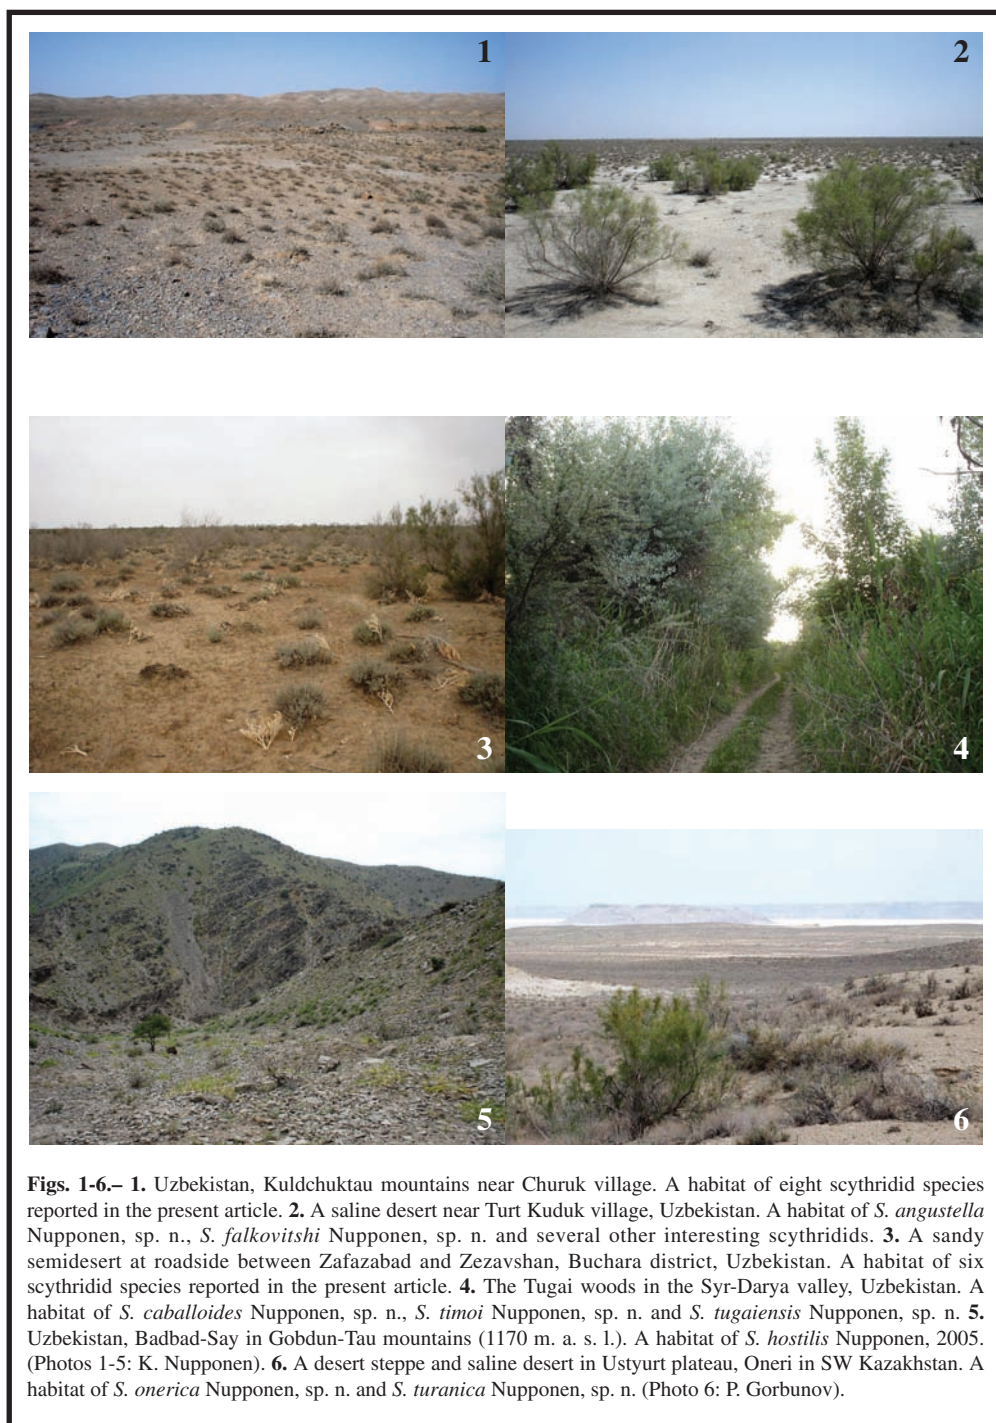 1
2
3
4
5
6
Figs. 1-6.– 1. Uzbekistan, Kuldchuktau mountains near Churuk village. A habitat of eight scythridid species
reported in the present article. 2. A saline desert near Turt Kuduk village, Uzbekistan. A habitat of S. angustella
Nupponen, sp. n., S. falkovitshi Nupponen, sp. n. and several other interesting scythridids. 3. A sandy
semidesert at roadside between Zafazabad and Zezavshan, Buchara district, Uzbekistan. A habitat of six
scythridid species reported in the present article. 4. The Tugai woods in the Syr-Darya valley, Uzbekistan. A
habitat of S. caballoides Nupponen, sp. n., S. timoi Nupponen, sp. n. and S. tugaiensis Nupponen, sp. n. 5.
Uzbekistan, Badbad-Say in Gobdun-Tau mountains (1170 m. a. s. l.). A habitat of S. hostilis Nupponen, 2005.
(Photos 1-5: K. Nupponen). 6. A desert steppe and saline desert in Ustyurt plateau, Oneri in SW Kazakhstan. A
habitat of S. onerica Nupponen, sp. n. and S. turanica Nupponen, sp. n. (Photo 6: P. Gorbunov).